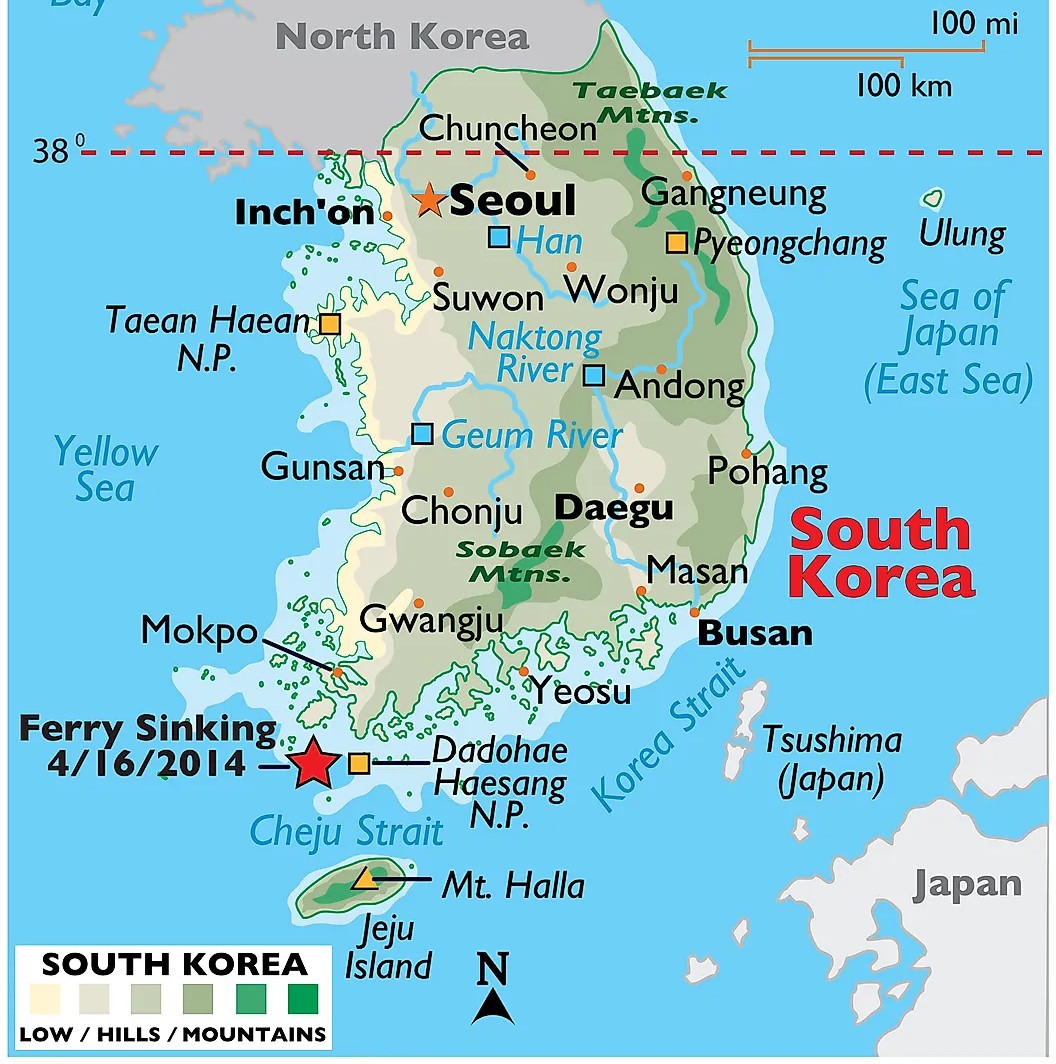 Bay
North Korea
100 mi
100 km
Taebaek
Mtns.
Chuncheon
38⁰
Gangneung
Seoul
Inch'on
Ulung
Han
Pyeongchang
Suwon
Wonju
Sea of
Japan
(East Sea)
Taean Haean
N.P.
Naktong
River
Andong
Geum River
Yellow
Sea
Gunsan
Pohang
Chonju
Daegu
South
Korea
Sobaek
Mtns.
Masan
Gwangju
Mokpo
Busan
Yeosu
Korea Strait
Ferry Sinking
4/16/2014
Dadohae
Haesang
N.P.
Tsushima
(Japan)
Cheju Strait
Mt. Halla
Japan
Jeju
Island
N
SOUTH KOREA
LOW / HILLS / MOUNTAINS